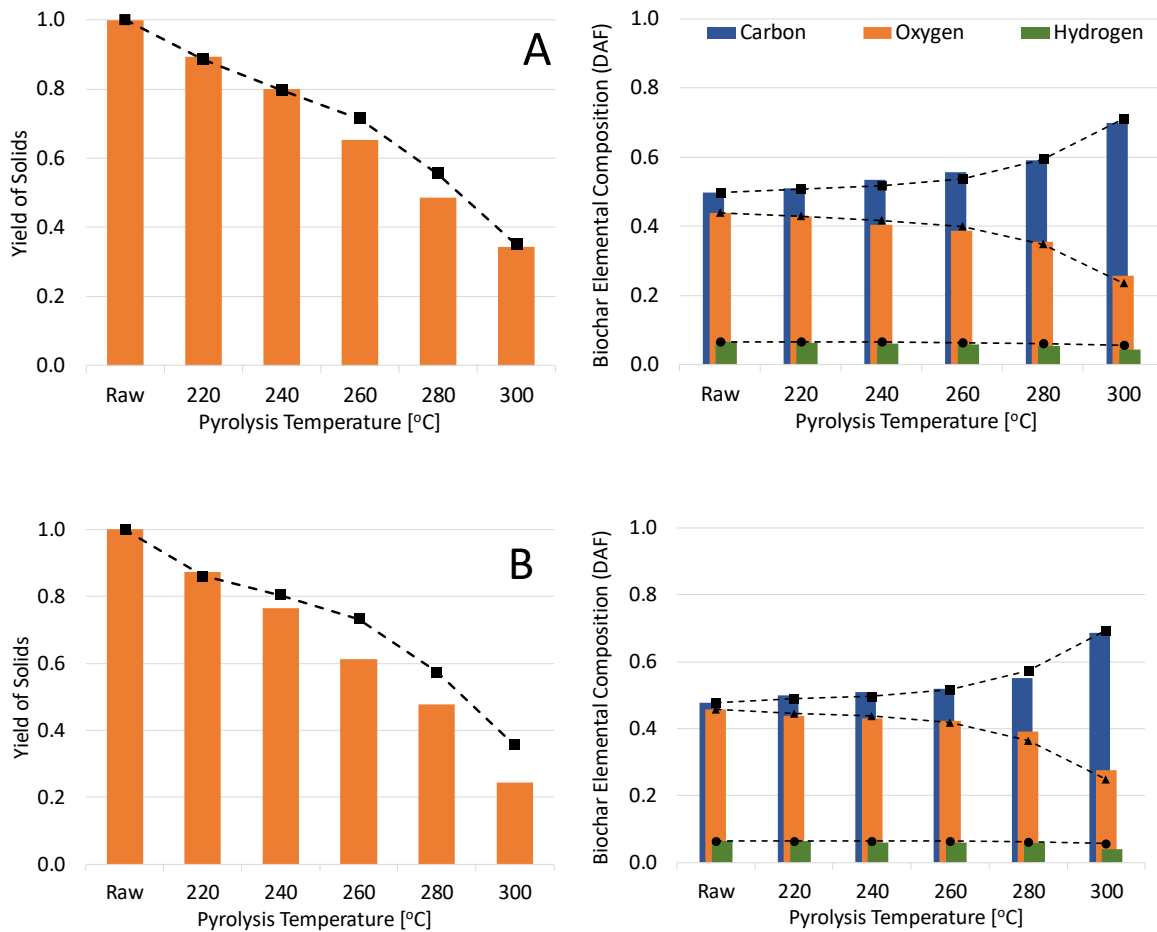 A
Yield of Solids
1.0
0.8
0.6
0.4
0.2
0.0
Raw 220 240 260 280 300
Pyrolysis Temperature [oC]
Carbon Oxygen Hydrogen
Biochar Elemental Composition (DAF)
1.0
0.8
0.6
0.4
0.2
0.0
Raw 220 240 260 280 300
Pyrolysis Temperature [oC]
B
Yield of Solids
1.0
0.8
0.6
0.4
0.2
0.0
Raw 220 240 260 280 300
Pyrolysis Temperature [oC]
Biochar Elemental Composition (DAF)
1.0
0.8
0.6
0.4
0.2
0.0
Raw 220 240 260 280 300
Pyrolysis Temperature [oC]